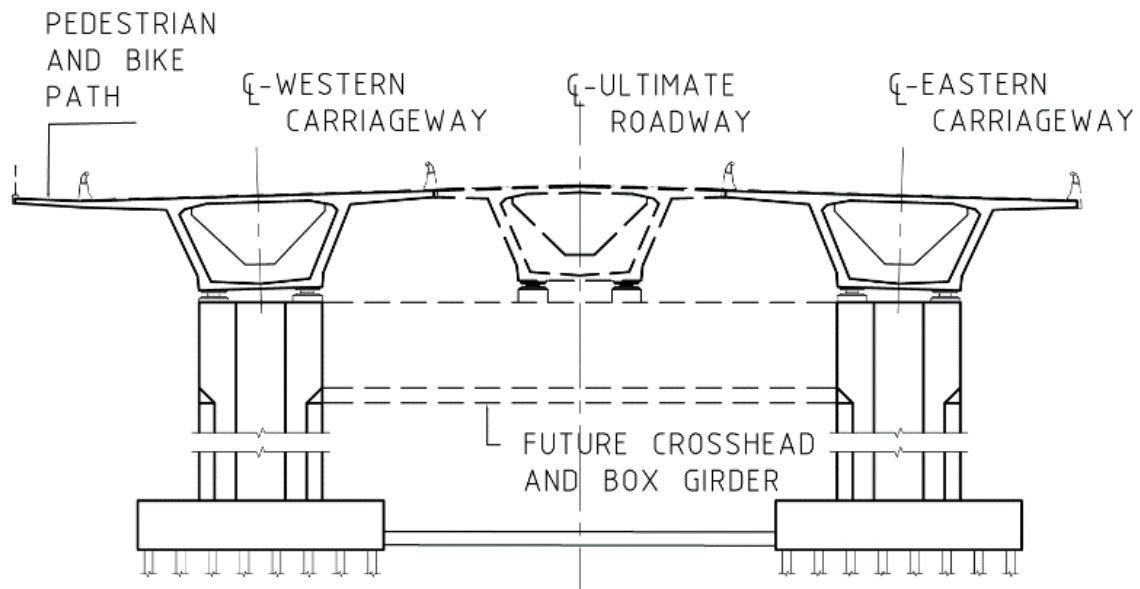 PEDESTRIAN
AND BIKE
PATH
℄-WESTERN
CARRIAGEWAY
℄-ULTIMATE
ROADWAY
℄-EASTERN
CARRIAGEWAY
FUTURE CROSSHEAD
AND BOX GIRDER